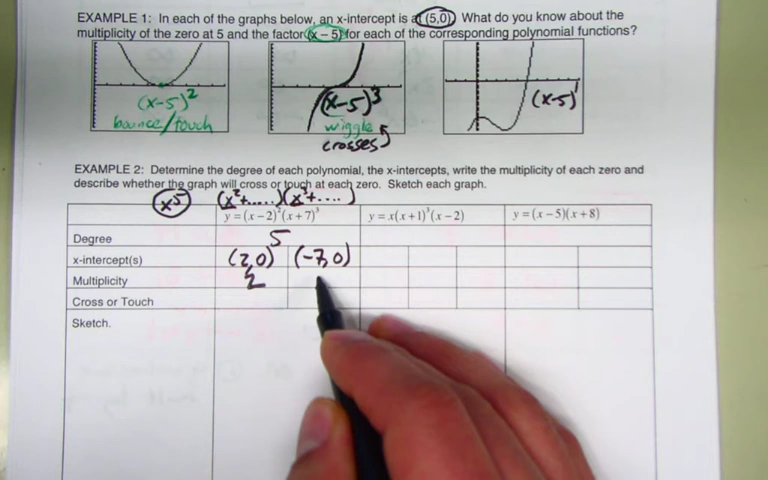 EXAMPLE 1: In each of the graphs below, an x-intercept is at (5,0). What do you know about the
multiplicity of the zero at 5 and the factor (x – 5) for each of the corresponding polynomial functions?
(x-5)²
bounce/touch
(x-5)³
wiggle
crosses
(x-5)¹
EXAMPLE 2: Determine the degree of each polynomial, the x-intercepts, write the multiplicity of each zero and
describe whether the graph will cross or touch at each zero. Sketch each graph.
x⁵ (x²+.....)(x³+....)
y = (x – 2)²(x + 7)³ y = x(x + 1)³(x – 2) y = (x – 5)(x + 8)
Degree 5
x-intercept(s) (2,0) (-7,0)
Multiplicity 2
Cross or Touch
Sketch.